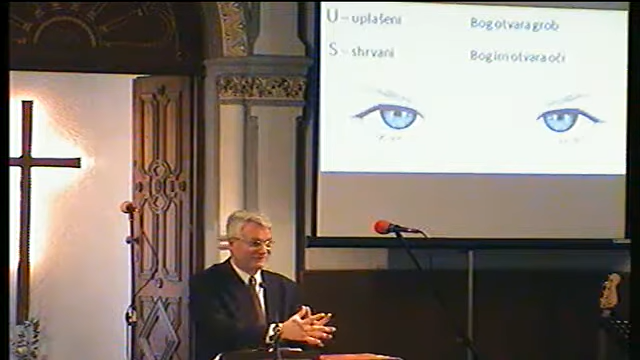 U – uplašeni Bog otvara grob
S – shrvani Bog im otvara oči